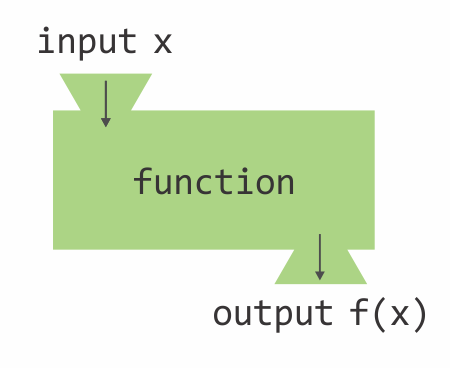 input x
function
output f(x)